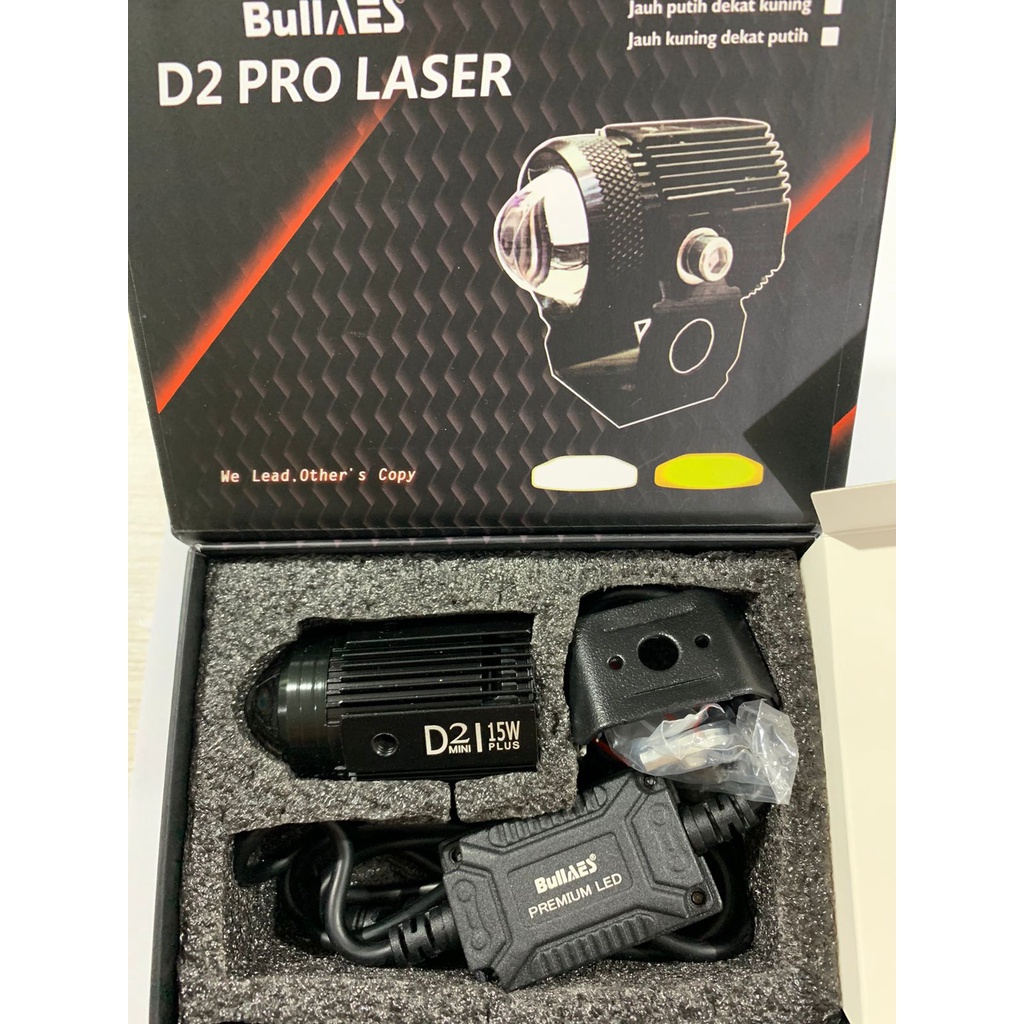 BullAES®
Jauh putih dekat kuning
Jauh kuning dekat putih
D2 PRO LASER
We Lead.Other's Copy
D2 MINI | 15W PLUS
BullAES®
PREMIUM LED